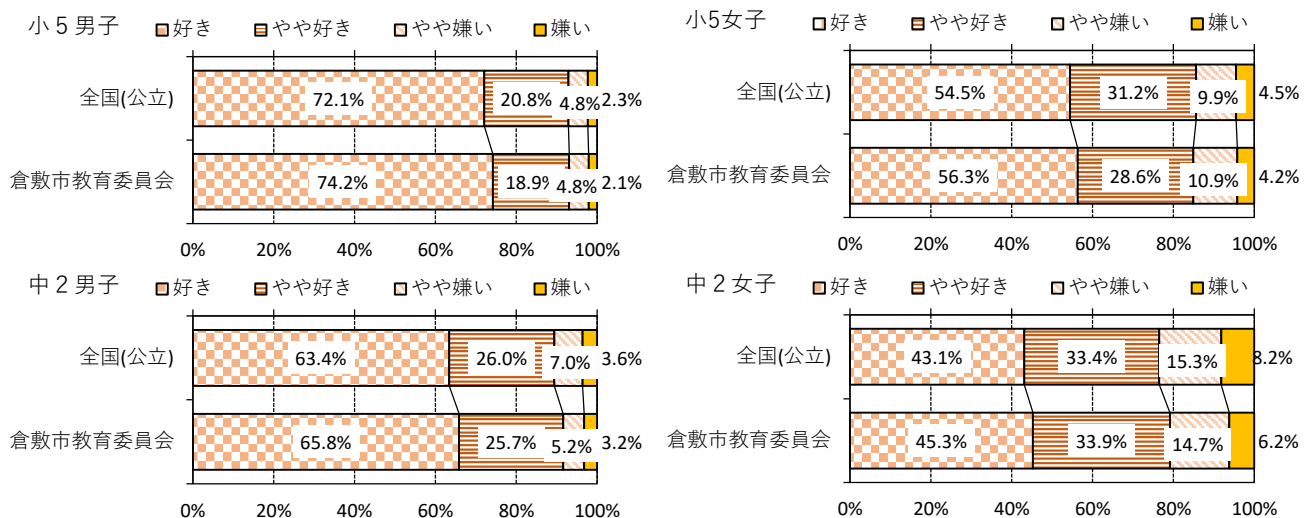 小5男子 好き やや好き やや嫌い 嫌い
全国(公立) 72.1% 20.8% 4.8% 2.3%
倉敷市教育委員会 74.2% 18.9% 4.8% 2.1%
0% 20% 40% 60% 80% 100%
小5女子 好き やや好き やや嫌い 嫌い
全国(公立) 54.5% 31.2% 9.9% 4.5%
倉敷市教育委員会 56.3% 28.6% 10.9% 4.2%
0% 20% 40% 60% 80% 100%
中2男子 好き やや好き やや嫌い 嫌い
全国(公立) 63.4% 26.0% 7.0% 3.6%
倉敷市教育委員会 65.8% 25.7% 5.2% 3.2%
0% 20% 40% 60% 80% 100%
中2女子 好き やや好き やや嫌い 嫌い
全国(公立) 43.1% 33.4% 15.3% 8.2%
倉敷市教育委員会 45.3% 33.9% 14.7% 6.2%
0% 20% 40% 60% 80% 100%